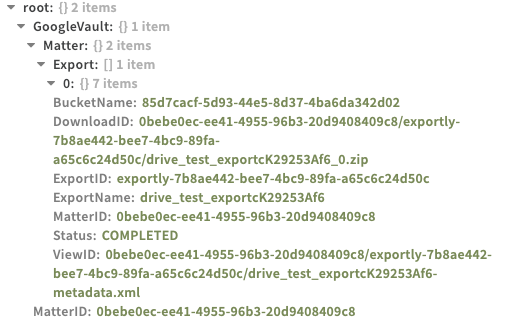 root: {} 2 items
GoogleVault: {} 1 item
Matter: {} 2 items
Export: [] 1 item
0: {} 7 items
BucketName: 85d7cacf-5d93-44e5-8d37-4ba6da342d02
DownloadID: 0bebe0ec-ee41-4955-96b3-20d9408409c8/exportly-
7b8ae442-bee7-4bc9-89fa-
a65c6c24d50c/drive_test_exportcK29253Af6_0.zip
ExportID: exportly-7b8ae442-bee7-4bc9-89fa-a65c6c24d50c
ExportName: drive_test_exportcK29253Af6
MatterID: 0bebe0ec-ee41-4955-96b3-20d9408409c8
Status: COMPLETED
ViewID: 0bebe0ec-ee41-4955-96b3-20d9408409c8/exportly-7b8ae442-
bee7-4bc9-89fa-a65c6c24d50c/drive_test_exportcK29253Af6-
metadata.xml
MatterID: 0bebe0ec-ee41-4955-96b3-20d9408409c8